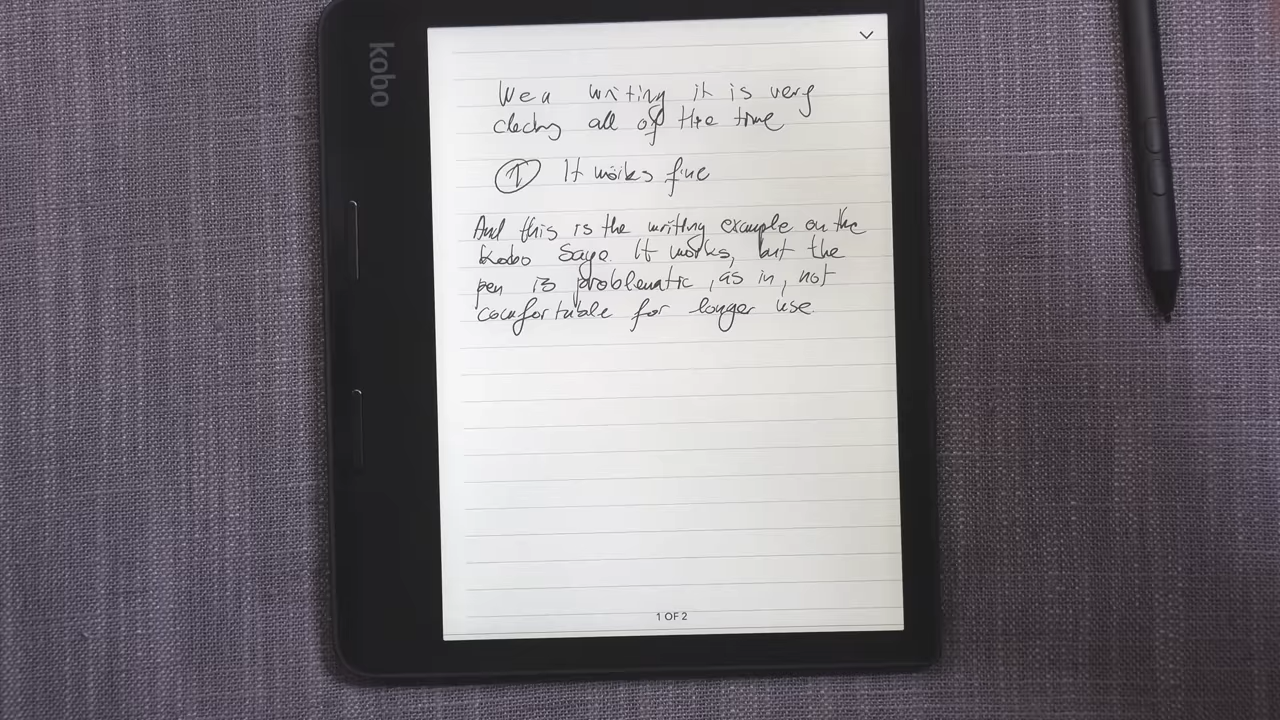 kobo
We a writing it is very
all of the time
1 It works fine
And this is the writing example on the
kobo Sage. It works, but the
pen is problematic, as in, not
comfortable for longer use.
1 OF 2